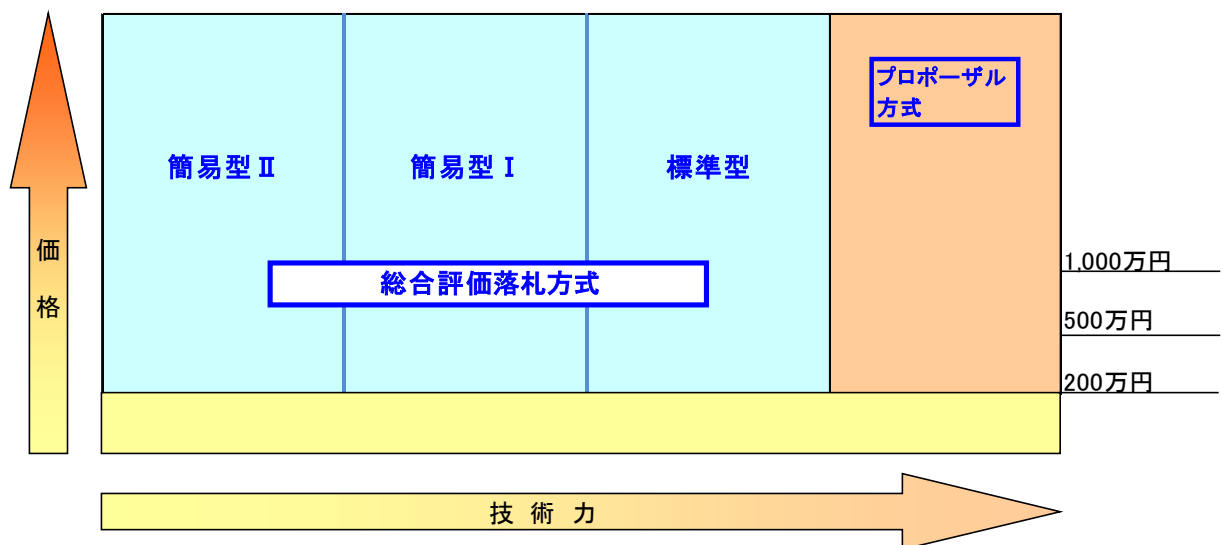 プロポーザル
方式
簡易型Ⅱ
簡易型Ⅰ
標準型
総合評価落札方式
価格
1,000万円
500万円
200万円
技術力